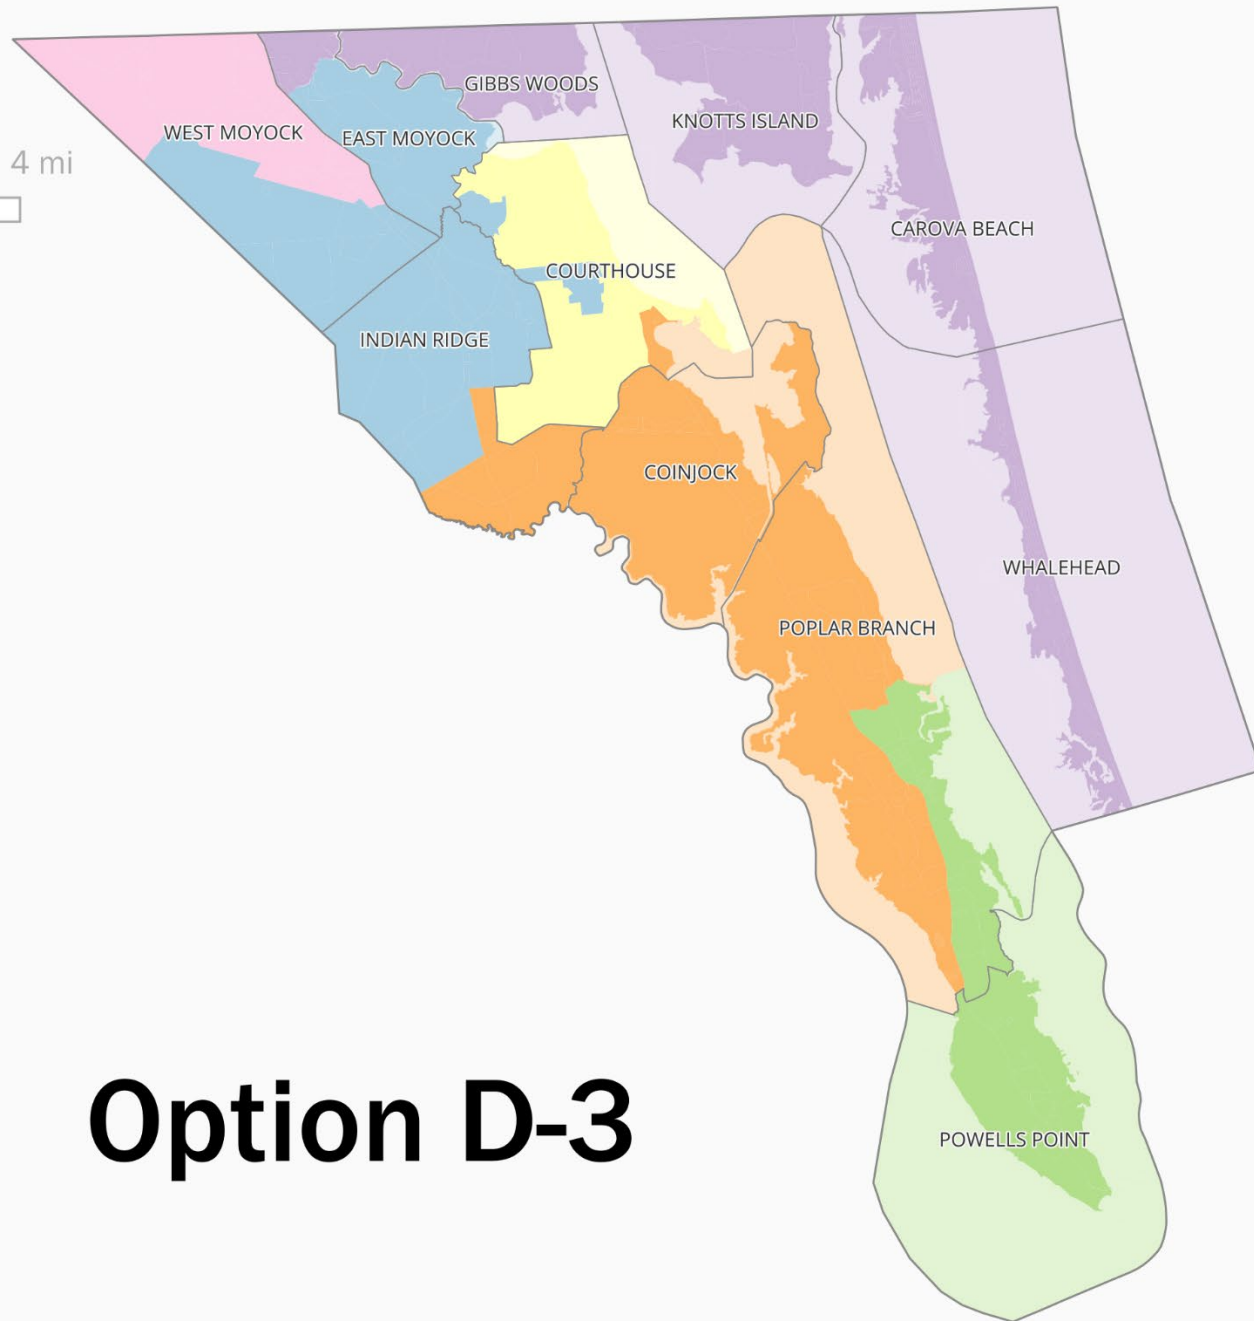 GIBBS WOODS
KNOTTS ISLAND
WEST MOYOCK
EAST MOYOCK
4 mi
CAROVA BEACH
COURTHOUSE
INDIAN RIDGE
COINJOCK
WHALEHEAD
POPLAR BRANCH
Option D-3
POWELLS POINT